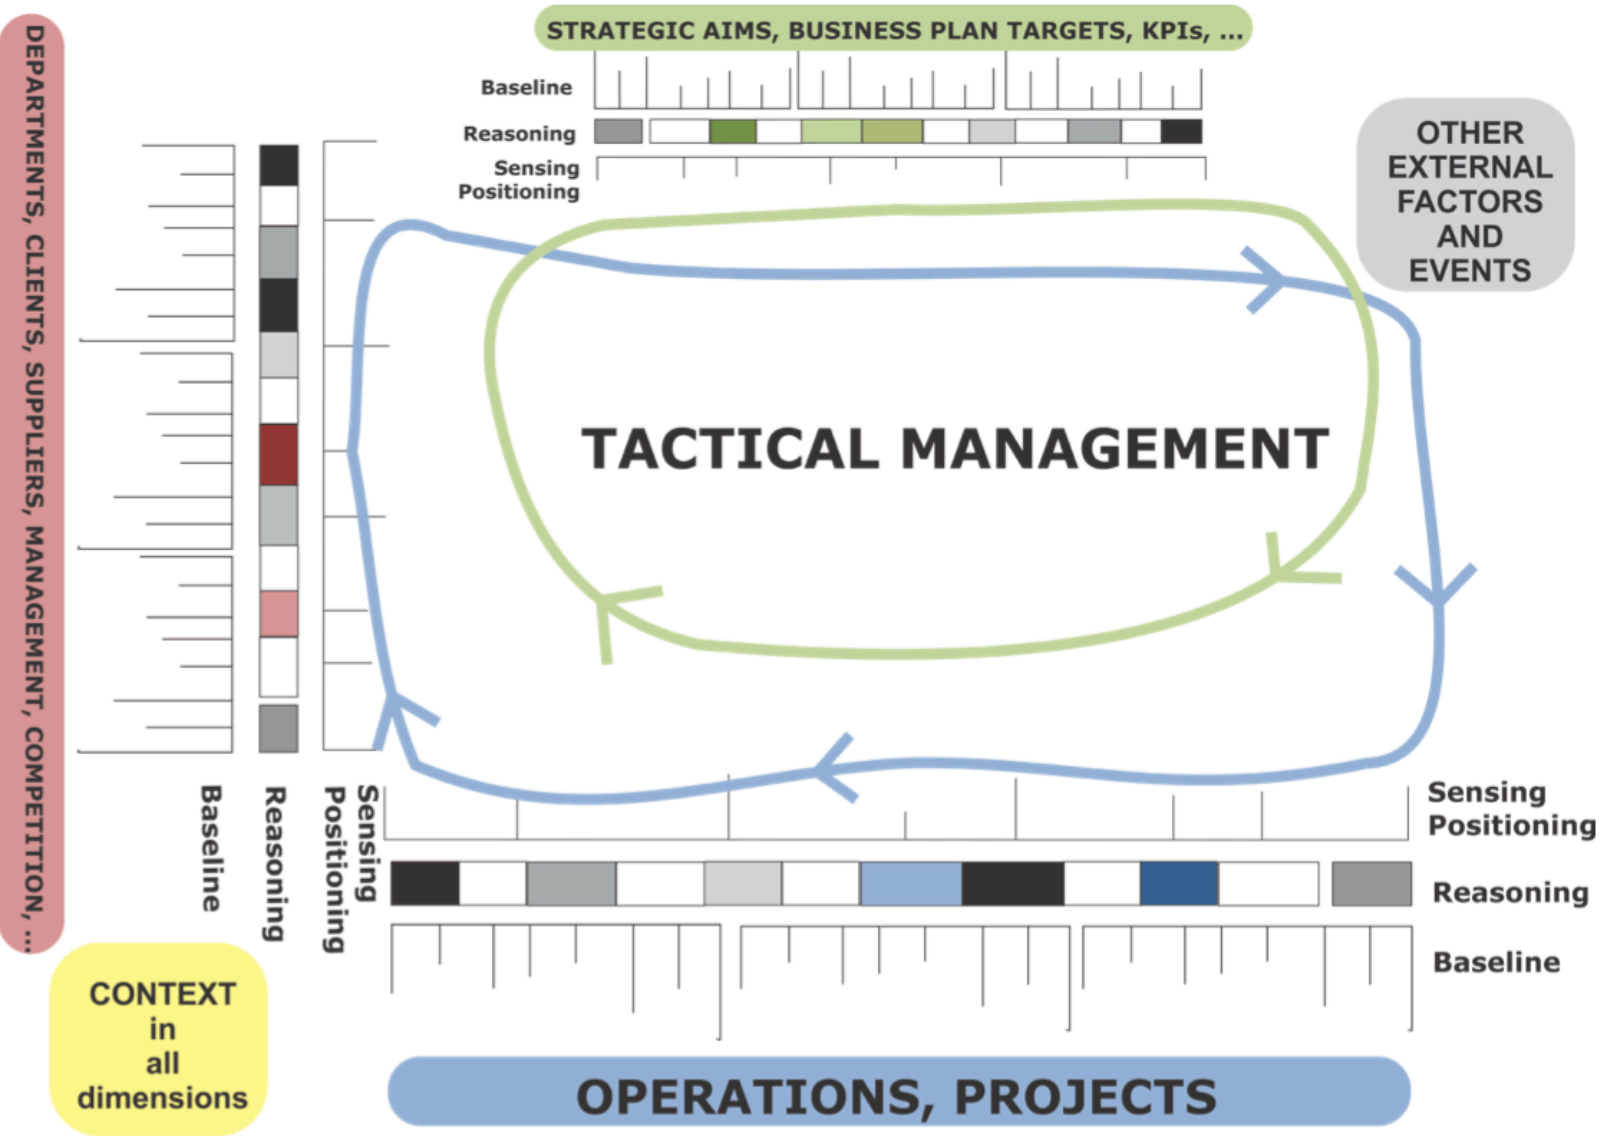 STRATEGIC AIMS, BUSINESS PLAN TARGETS, KPIs, ...
Baseline
Reasoning
Sensing
Positioning
OTHER
EXTERNAL
FACTORS
AND
EVENTS
DEPARTMENTS, CLIENTS, SUPPLIERS, MANAGEMENT, COMPETITION, ...
TACTICAL MANAGEMENT
Baseline
Reasoning
Sensing
Positioning
Sensing
Positioning
Reasoning
Baseline
CONTEXT
in
all
dimensions
OPERATIONS, PROJECTS